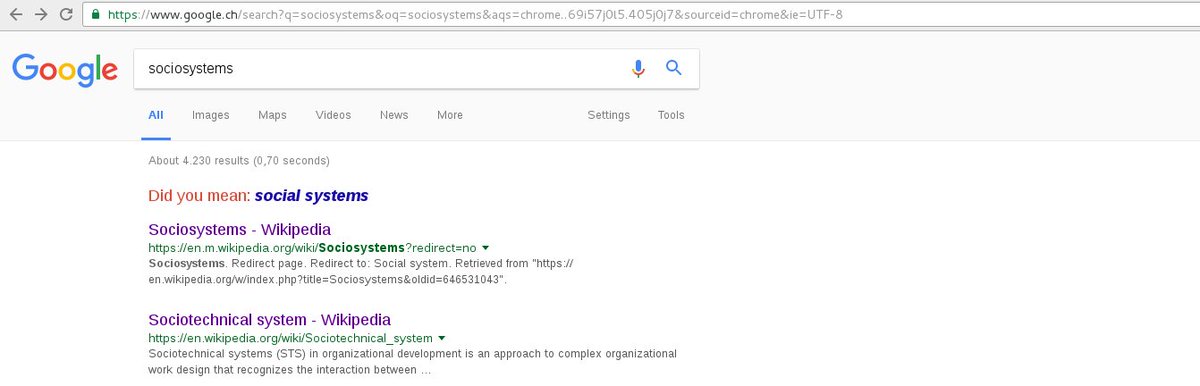 https://www.google.ch/search?q=sociosystems&oq=sociosystems&aqs=chrome..69i57j0l5.405j0j7&sourceid=chrome&ie=UTF-8
Google sociosystems
All Images Maps Videos News More Settings Tools
About 4.230 results (0,70 seconds)
Did you mean: social systems
Sociosystems - Wikipedia
https://en.m.wikipedia.org/wiki/Sociosystems?redirect=no
Sociosystems. Redirect page. Redirect to: Social system. Retrieved from "https://
en.wikipedia.org/w/index.php?title=Sociosystems&oldid=646531043".
Sociotechnical system - Wikipedia
https://en.wikipedia.org/wiki/Sociotechnical_system
Sociotechnical systems (STS) in organizational development is an approach to complex organizational
work design that recognizes the interaction between ...